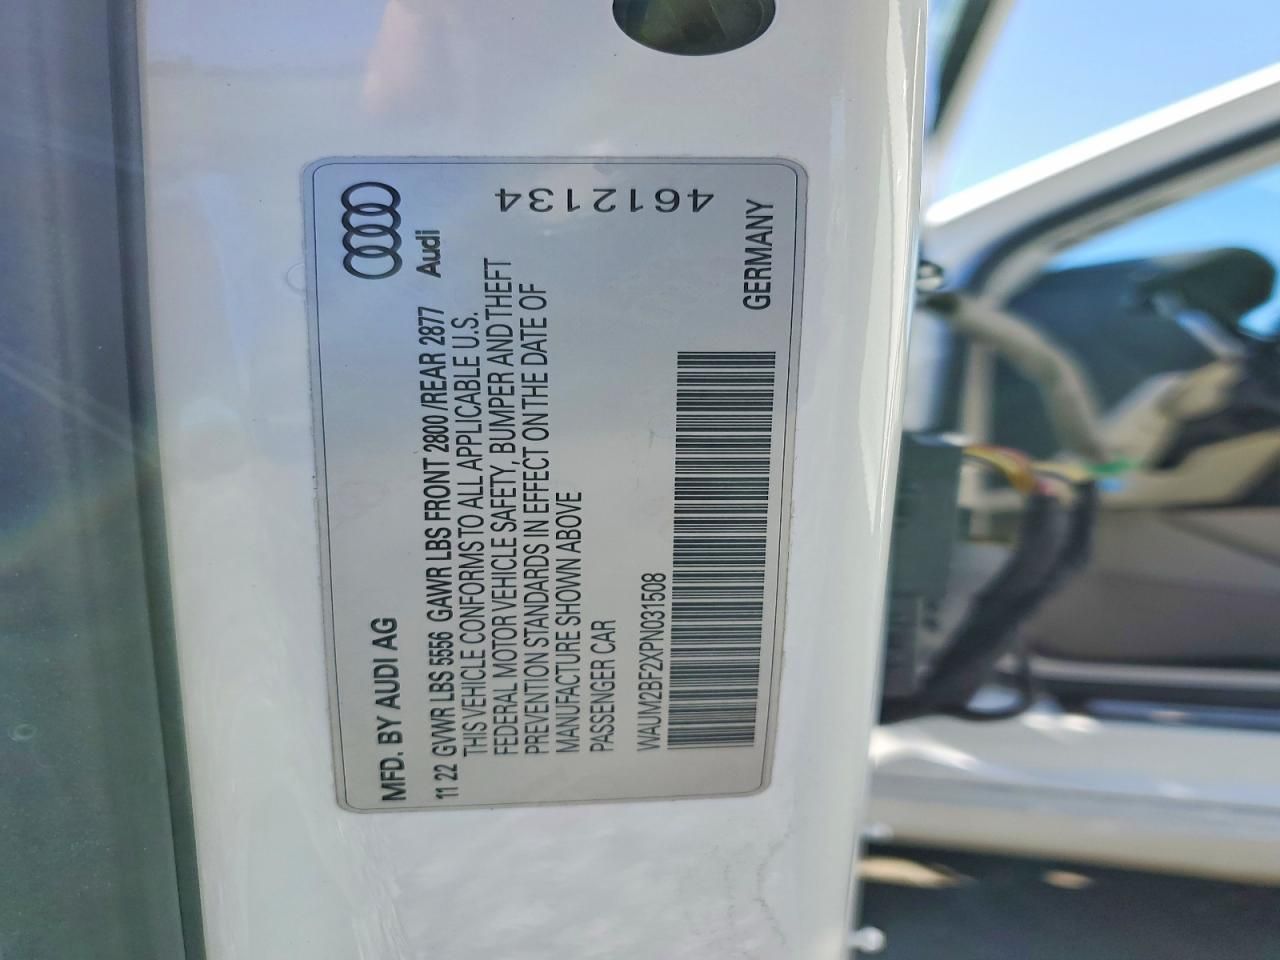 MFD. BY AUDI AG
11 22 GVWR LBS 5556 GAWR LBS FRONT 2800 /REAR 2877
Audi
THIS VEHICLE CONFORMS TO ALL APPLICABLE U.S.
FEDERAL MOTOR VEHICLE SAFETY, BUMPER AND THEFT
PREVENTION STANDARDS IN EFFECT ON THE DATE OF
MANUFACTURE SHOWN ABOVE
PASSENGER CAR
WAUM2BF2XPN031508
4612134
GERMANY